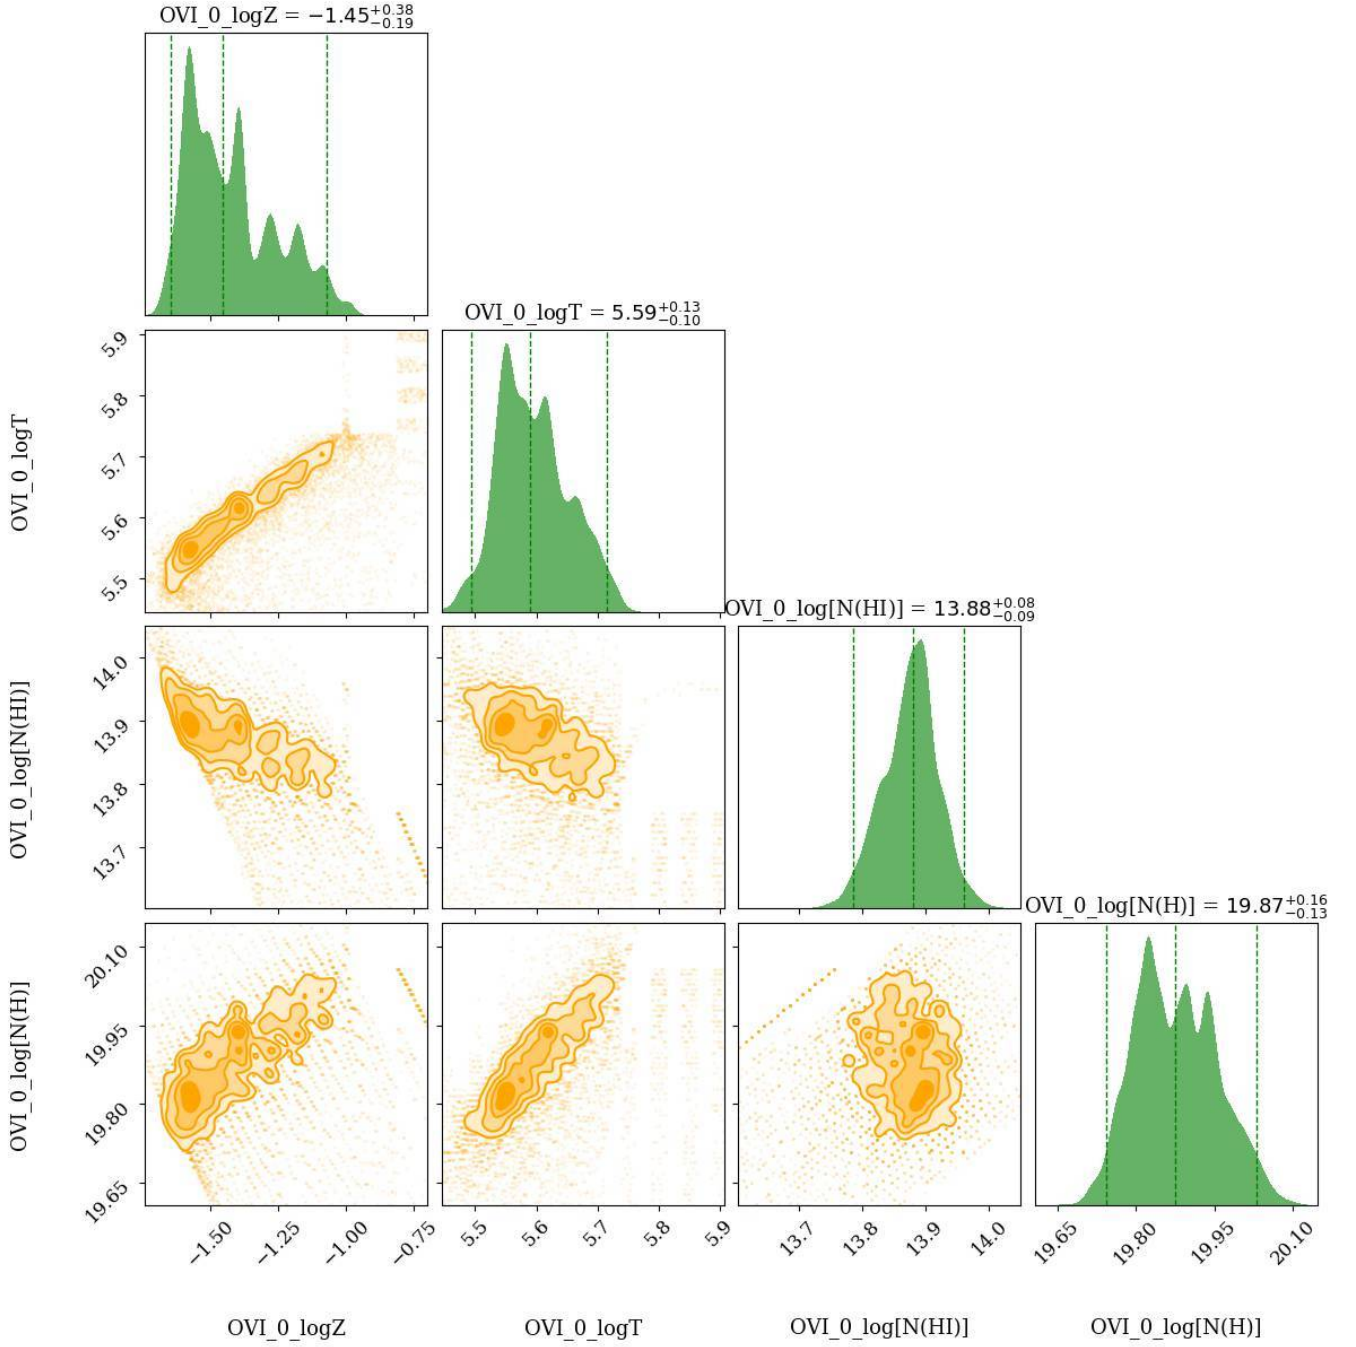 OVI_0_logZ = −1.45+0.38 −0.19
OVI_0_logT = 5.59+0.13 −0.10
5.9
5.8
5.7
5.6
5.5
OVI_0_logT
OVI_0_log[N(HI)] = 13.88+0.08 −0.09
14.0
13.9
13.8
13.7
OVI_0_log[N(HI)]
OVI_0_log[N(H)] = 19.87+0.16 −0.13
20.10
19.95
19.80
19.65
OVI_0_log[N(H)]
−1.50 −1.25 −1.00 −0.75 5.5 5.6 5.7 5.8 5.9 13.7 13.8 13.9 14.0 19.65 19.80 19.95 20.10
OVI_0_logZ OVI_0_logT OVI_0_log[N(HI)] OVI_0_log[N(H)]